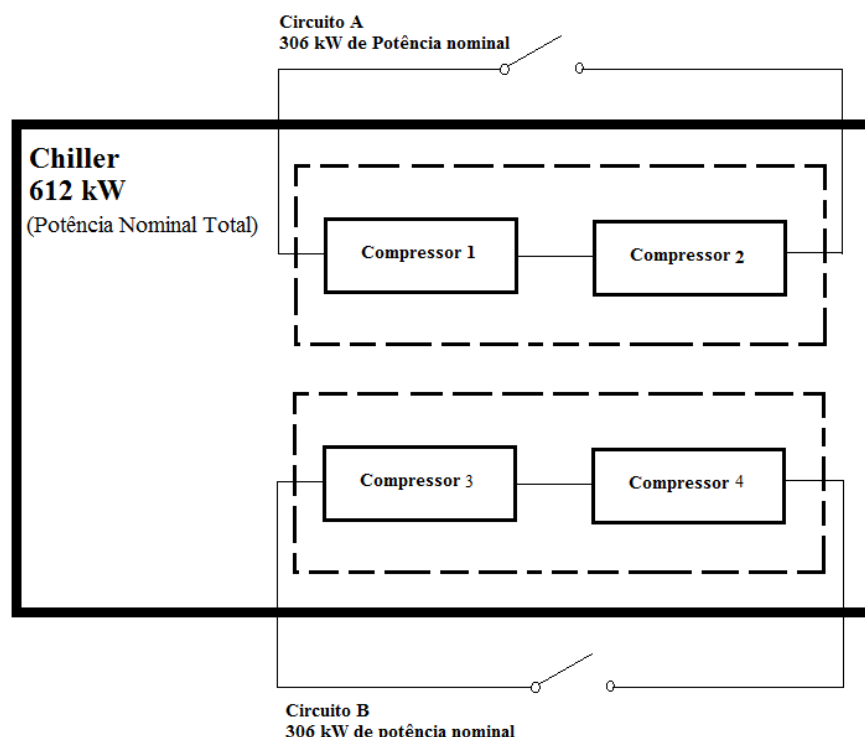 Circuito A
306 kW de Potência nominal
Chiller
612 kW
(Potência Nominal Total)
Compressor 1
Compressor 2
Compressor 3
Compressor 4
Circuito B
306 kW de potência nominal